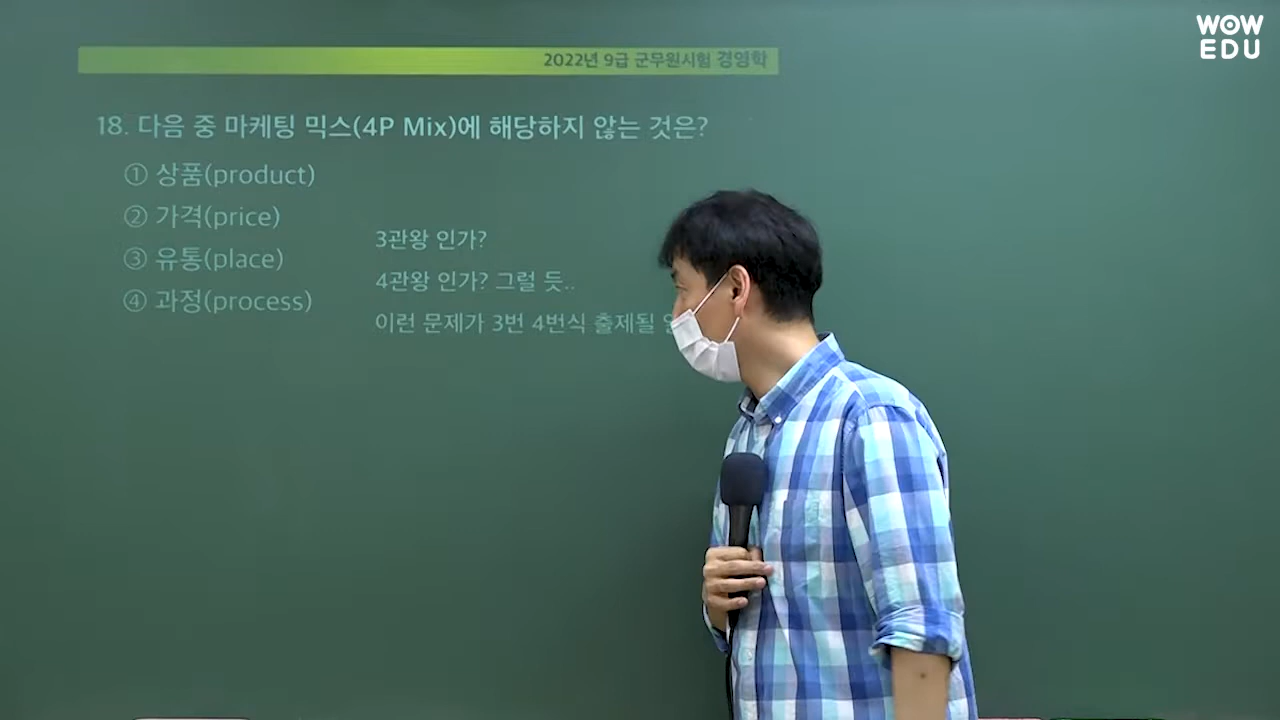 WOW
EDU
2022년 9급 군무원시험 경영학
18. 다음 중 마케팅 믹스(4P Mix)에 해당하지 않는 것은?
① 상품(product)
② 가격(price)
③ 유통(place)
④ 과정(process)
3관왕 인가?
4관왕 인가? 그럴 듯..
이런 문제가 3번 4번식 출제될